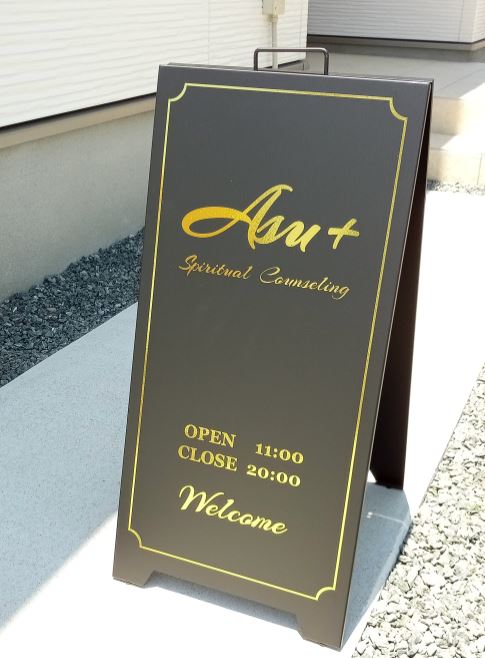 Asu+
Spiritual Counseling
OPEN 11:00
CLOSE 20:00
Welcome